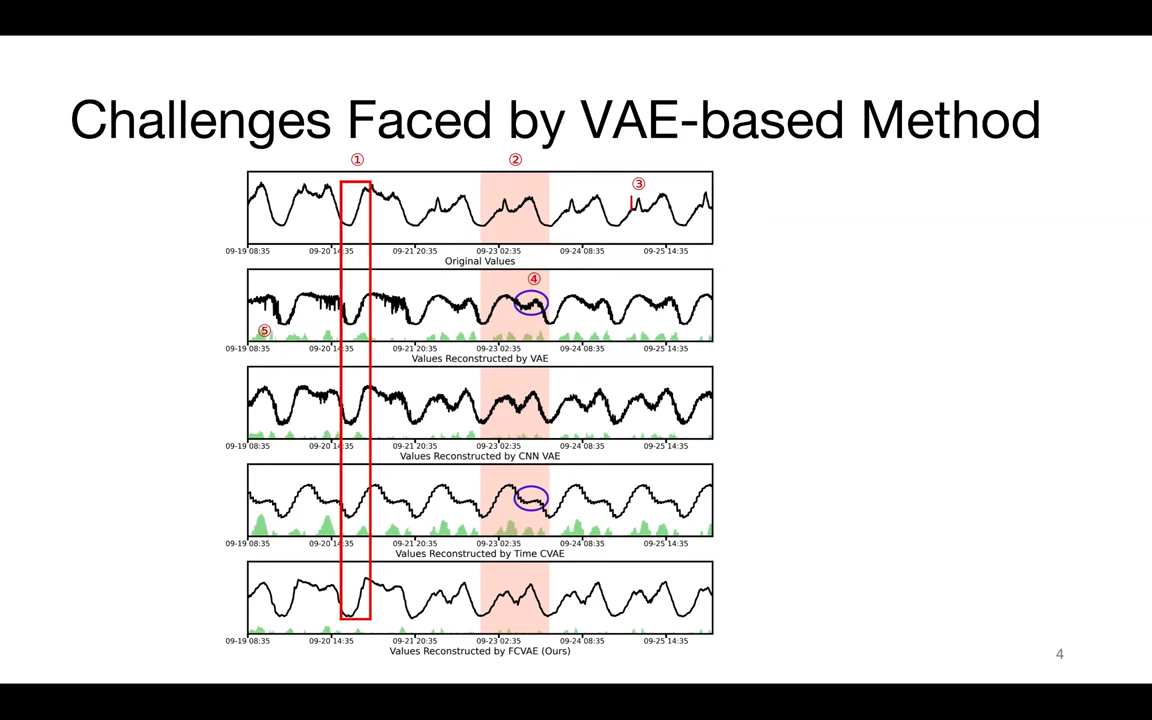 Challenges Faced by VAE-based Method
① ②
③
09-19 08:35 09-20 14:35 09-21 20:35 09-23 02:35 09-24 08:35 09-25 14:35
Original Values
④
⑤
09-19 08:35 09-20 14:35 09-21 20:35 09-23 02:35 09-24 08:35 09-25 14:35
Values Reconstructed by VAE
09-19 08:35 09-20 14:35 09-21 20:35 09-23 02:35 09-24 08:35 09-25 14:35
Values Reconstructed by CNN VAE
09-19 08:35 09-20 14:35 09-21 20:35 09-23 02:35 09-24 08:35 09-25 14:35
Values Reconstructed by Time CVAE
09-19 08:35 09-20 14:35 09-21 20:35 09-23 02:35 09-24 08:35 09-25 14:35
Values Reconstructed by FCVAE (Ours)
4